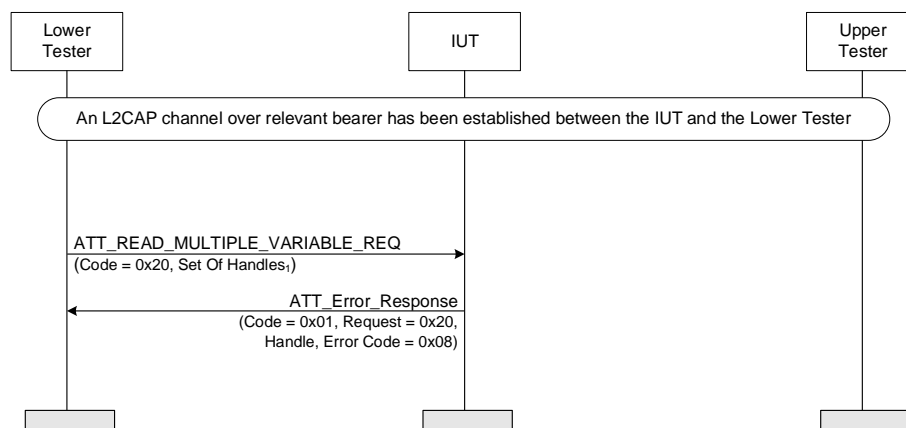 Lower
Tester
IUT
Upper
Tester
An L2CAP channel over relevant bearer has been established between the IUT and the Lower Tester
ATT_READ_MULTIPLE_VARIABLE_REQ
(Code = 0x20, Set Of Handles₁)
ATT_Error_Response
(Code = 0x01, Request = 0x20,
Handle, Error Code = 0x08)